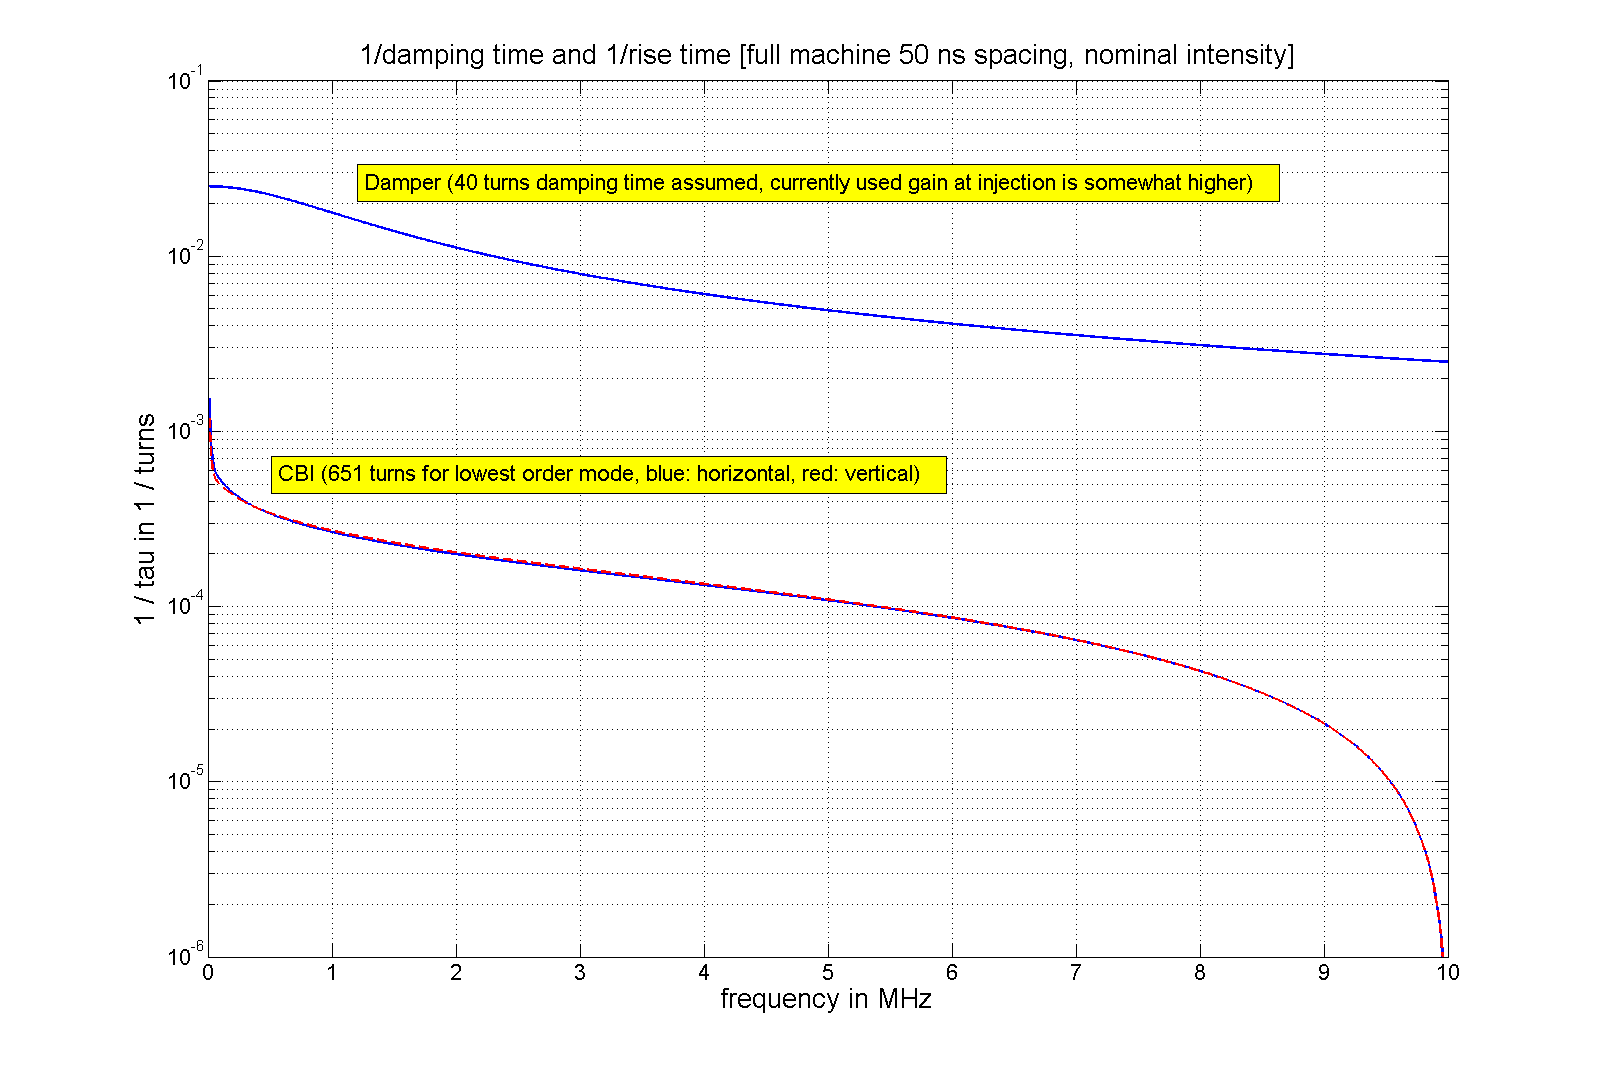 1/damping time and 1/rise time [full machine 50 ns spacing, nominal intensity]
10^-1
Damper (40 turns damping time assumed, currently used gain at injection is somewhat higher)
10^-2
10^-3
CBI (651 turns for lowest order mode, blue: horizontal, red: vertical)
1 / tau in 1 / turns
10^-4
10^-5
10^-6
0 1 2 3 4 5 6 7 8 9 10
frequency in MHz